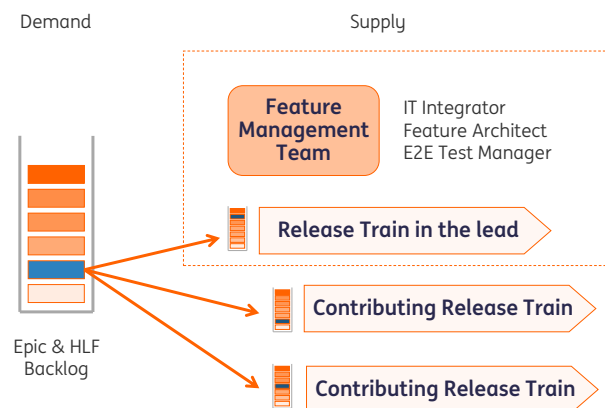 Demand
Supply
Feature
Management
Team
IT Integrator
Feature Architect
E2E Test Manager
Release Train in the lead
Contributing Release Train
Epic & HLF
Backlog
Contributing Release Train